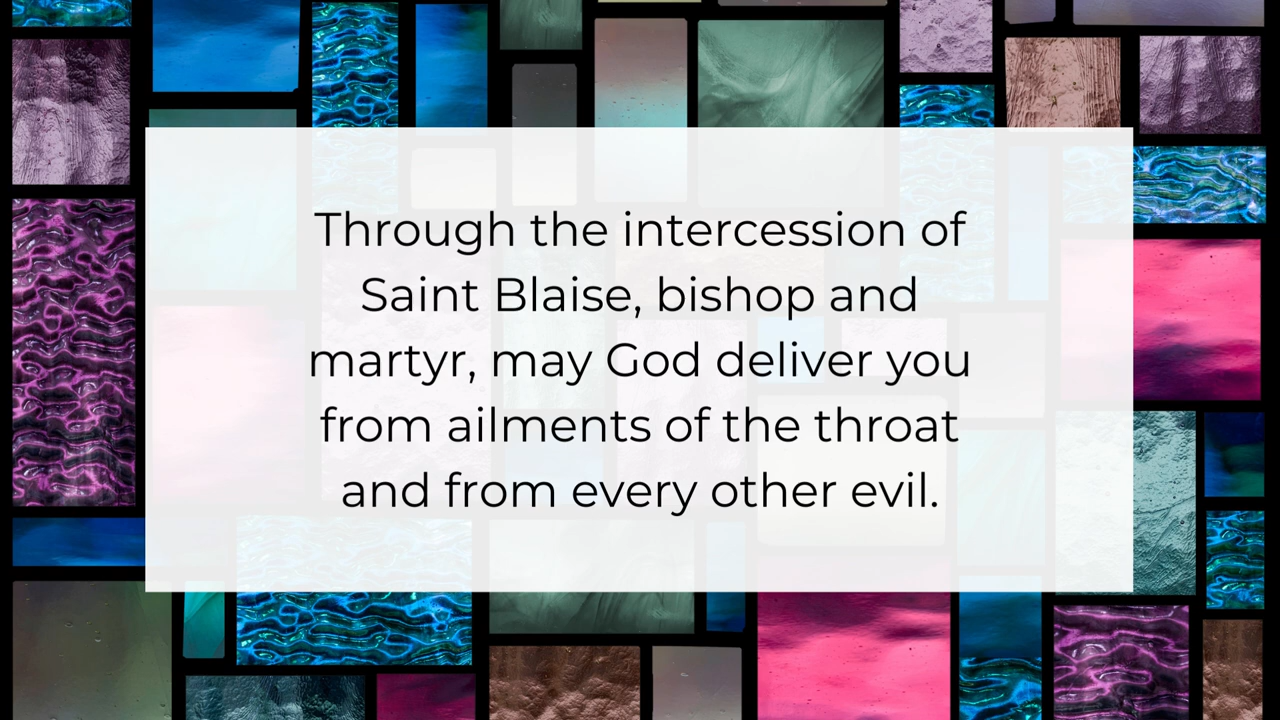 Through the intercession of
Saint Blaise, bishop and
martyr, may God deliver you
from ailments of the throat
and from every other evil.